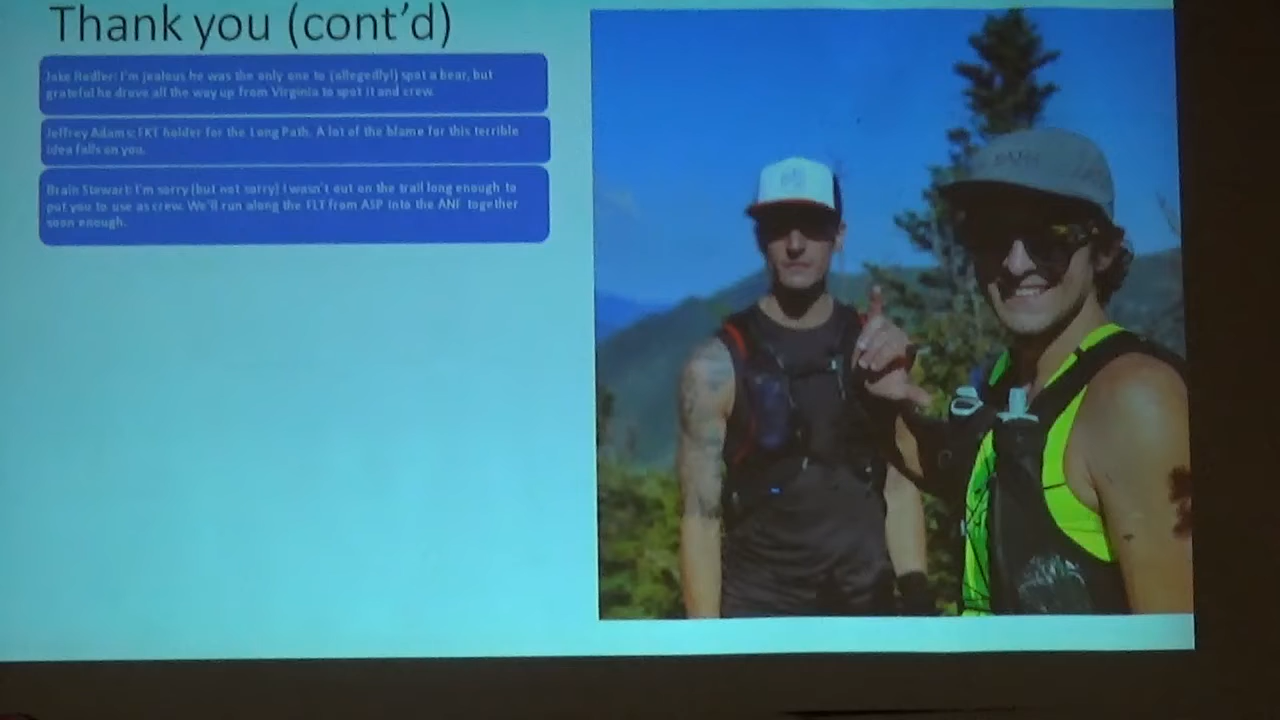 Thank you (cont'd)
Jake Redler: I'm jealous he was the only one to (allegedly!) spot a bear, but
grateful he drove all the way up from Virginia to spot it and crew.
Jeffrey Adams: FKT holder for the Long Path. A lot of the blame for this terrible
idea falls on you.
Brain Stewart: I'm sorry (but not sorry) I wasn't out on the trail long enough to
put you to use as crew. We'll run along the FLT from ASP into the ANF together
soon enough.